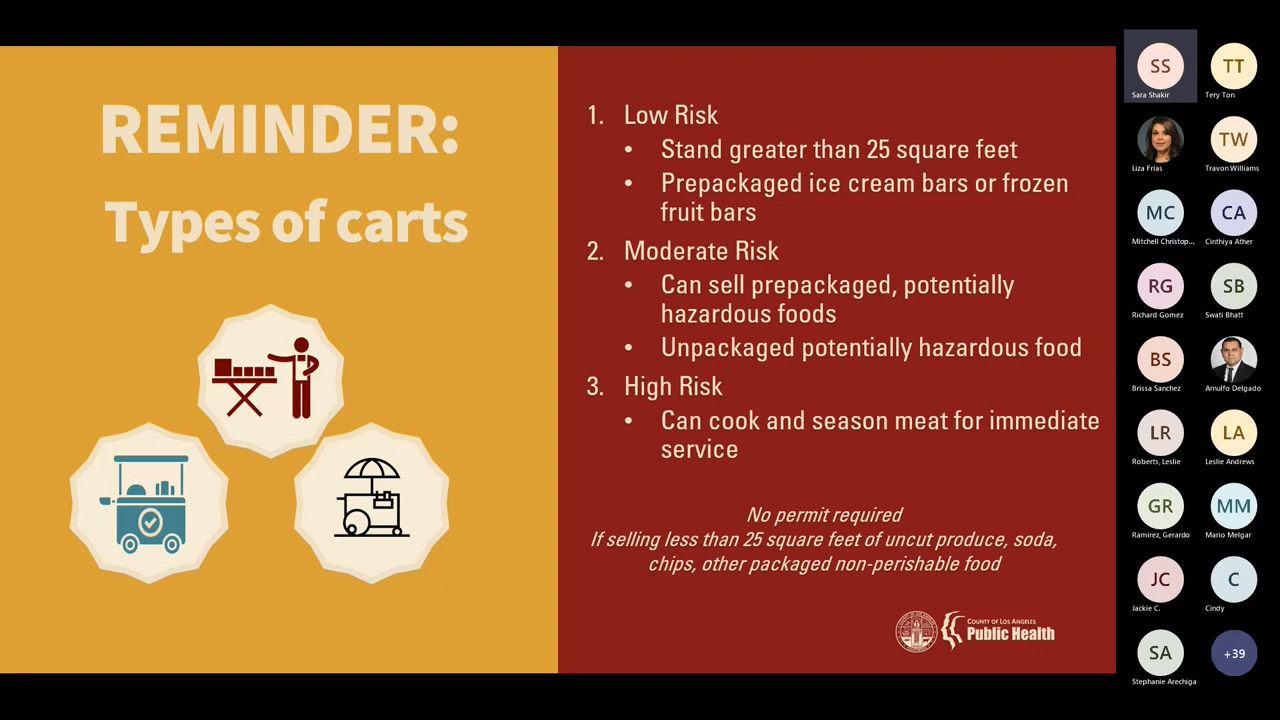 REMINDER:
Types of carts
1. Low Risk
• Stand greater than 25 square feet
• Prepackaged ice cream bars or frozen
fruit bars
2. Moderate Risk
• Can sell prepackaged, potentially
hazardous foods
• Unpackaged potentially hazardous food
3. High Risk
• Can cook and season meat for immediate
service
No permit required
If selling less than 25 square feet of uncut produce, soda,
chips, other packaged non-perishable food
County of Los Angeles
Public Health
SS
Sara Shakir
TT
Tery Ton
Liza Frias
TW
Travon Williams
MC
Mitchell Christop...
CA
Cinthiya Ather
RG
Richard Gomez
SB
Swati Bhatt
BS
Brissa Sanchez
Arnulfo Delgado
LR
Roberts, Leslie
LA
Leslie Andrews
GR
Ramirez, Gerardo
MM
Mario Melgar
JC
Jackie C.
C
Cindy
SA
Stephanie Arechiga
+39